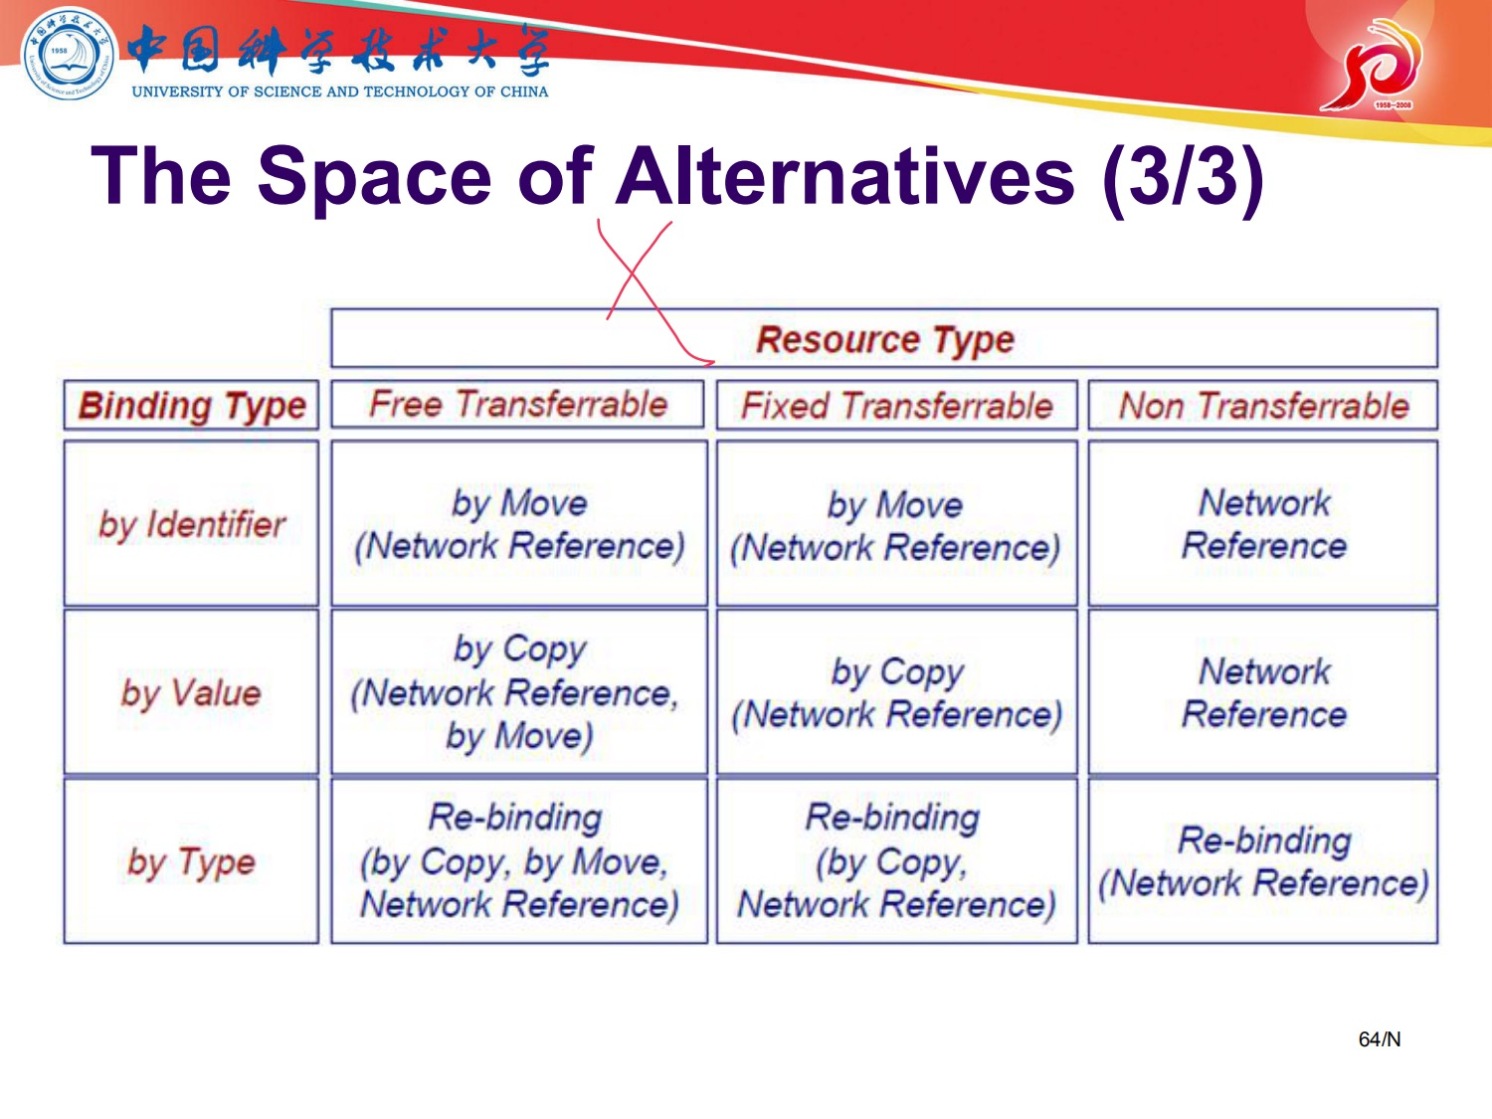 中国科学技术大学
1958
UNIVERSITY OF SCIENCE AND TECHNOLOGY OF CHINA
1958-2008
The Space of Alternatives (3/3)
Resource Type
Binding Type
Free Transferrable
Fixed Transferrable
Non Transferrable
by Identifier
by Move
(Network Reference)
by Move
(Network Reference)
Network
Reference
by Value
by Copy
(Network Reference,
by Move)
by Copy
(Network Reference)
Network
Reference
by Type
Re-binding
(by Copy, by Move,
Network Reference)
Re-binding
(by Copy,
Network Reference)
Re-binding
(Network Reference)
64/N